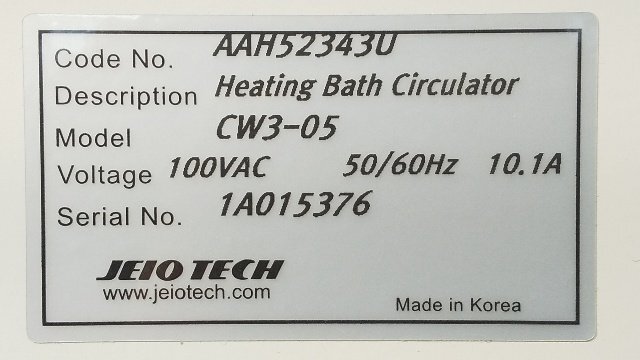 Code No. AAH52343U
Description Heating Bath Circulator
Model CW3-05
Voltage 100VAC 50/60Hz 10.1A
Serial No. 1A015376
JEIO TECH
www.jeiotech.com
Made in Korea